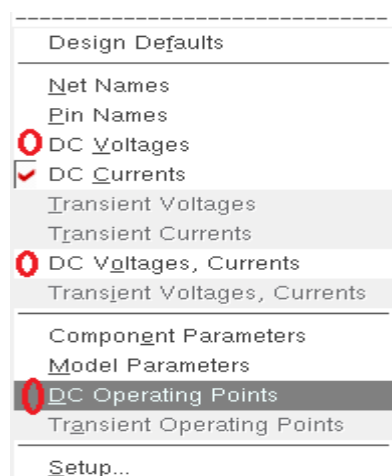 Design Defaults
Net Names
Pin Names
DC Voltages
DC Currents
Transient Voltages
Transient Currents
DC Voltages, Currents
Transient Voltages, Currents
Component Parameters
Model Parameters
DC Operating Points
Transient Operating Points
Setup...